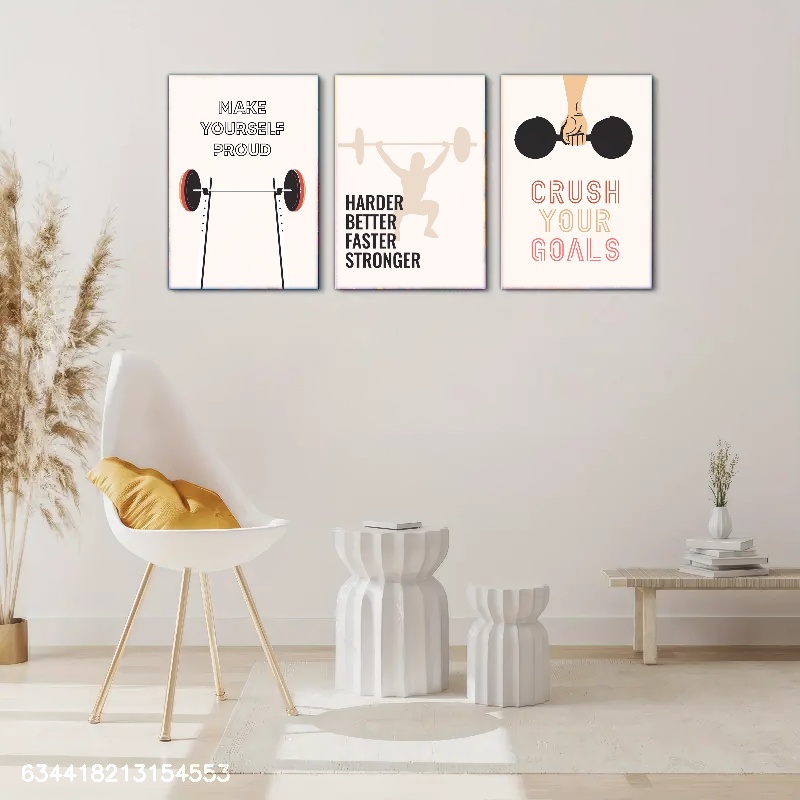 MAKE
YOURSELF
PROUD
HARDER
BETTER
FASTER
STRONGER
CRUSH
YOUR
GOALS
634418213154553